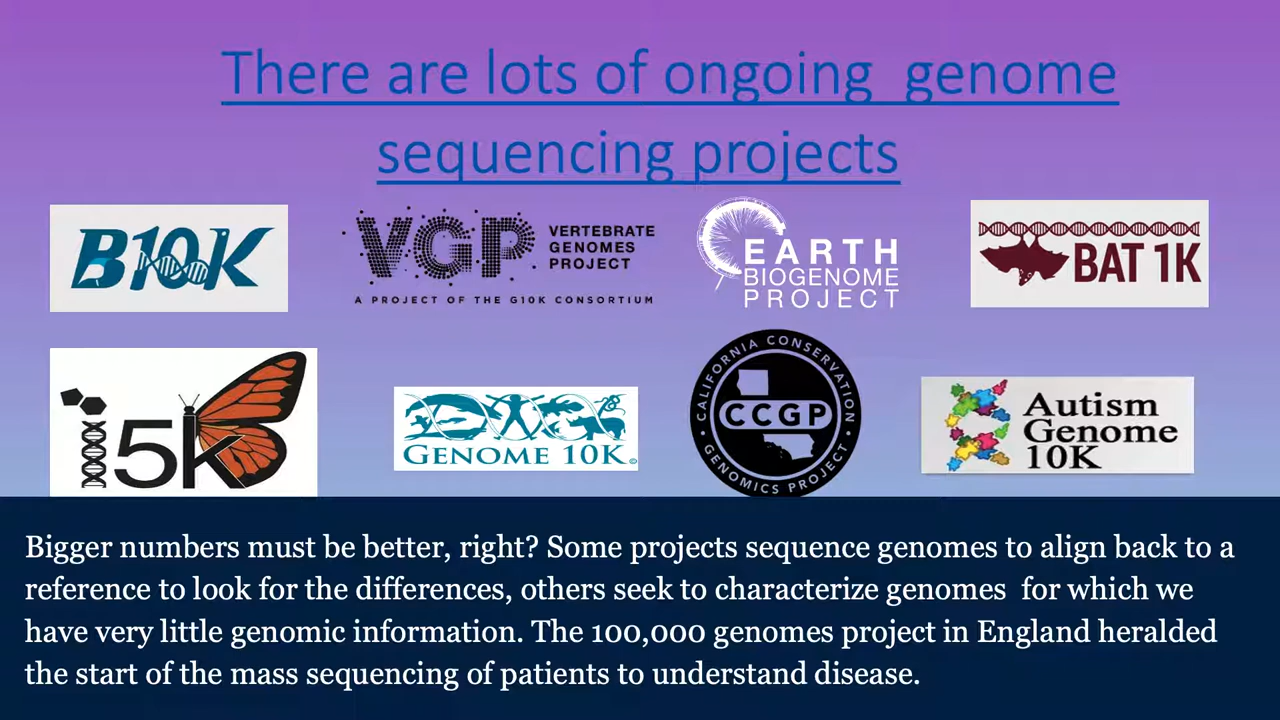 There are lots of ongoing  genome
sequencing projects
B10K
VGP VERTEBRATE
GENOMES
PROJECT
A PROJECT OF THE G10K CONSORTIUM
EARTH
BIOGENOME
PROJECT
BAT 1K
i5k
GENOME 10K©
CALIFORNIA CONSERVATION
CCGP
GENOMICS PROJECT
Autism
Genome
10K
Bigger numbers must be better, right? Some projects sequence genomes to align back to a
reference to look for the differences, others seek to characterize genomes  for which we
have very little genomic information. The 100,000 genomes project in England heralded
the start of the mass sequencing of patients to understand disease.